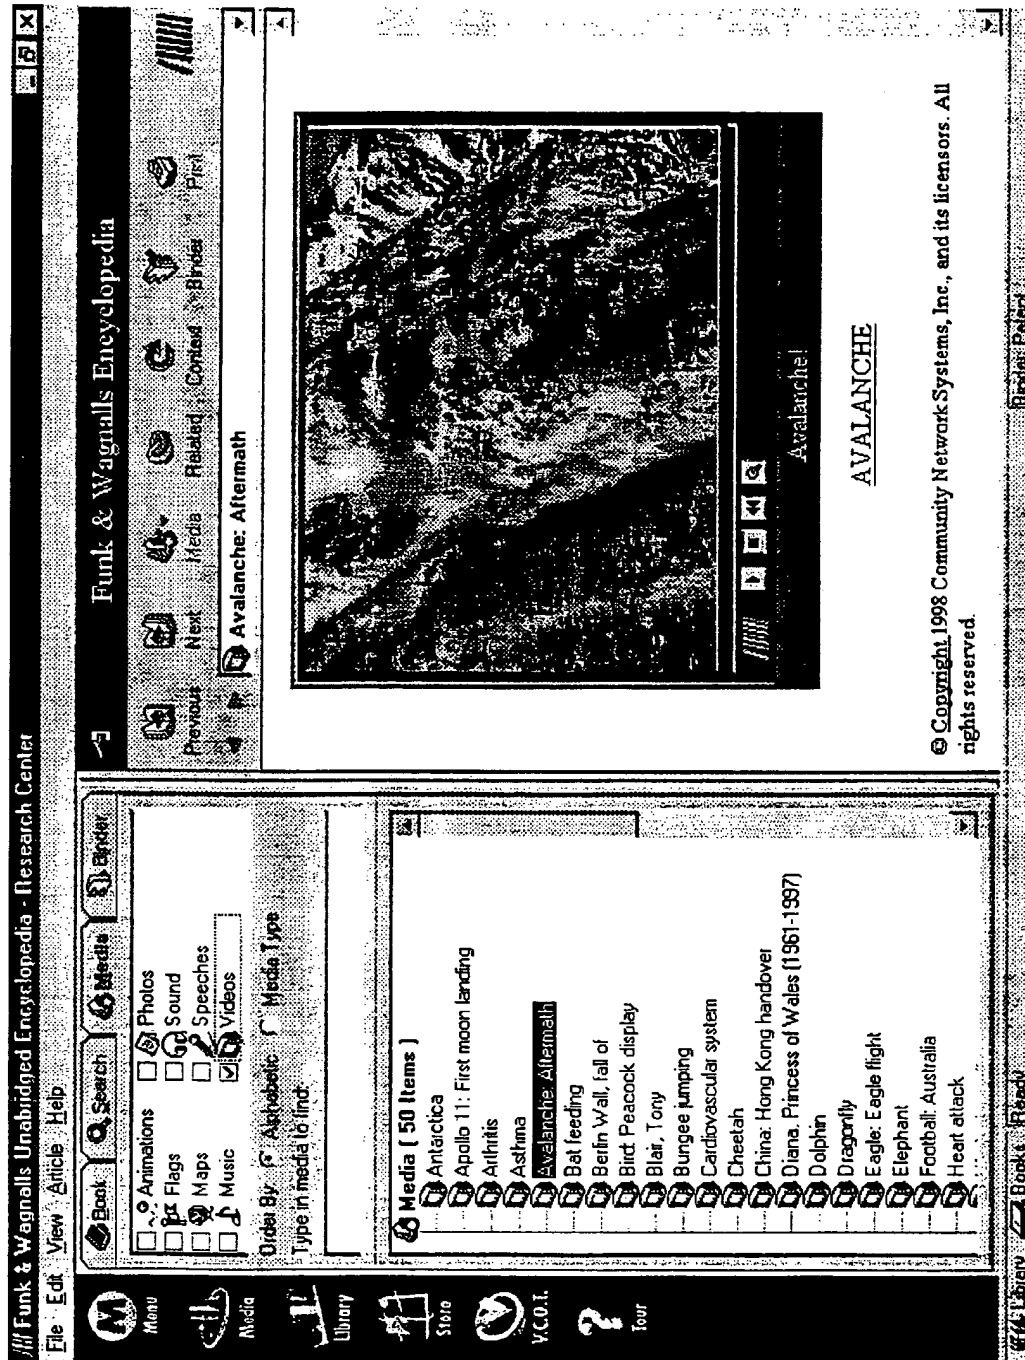 Funk & Wagnalls Unabridged Encyclopedia - Research Center
File Edit View Article Help
Menu
Media
Library
Store
V.C.O.T.
Tour
Book Search Media Binder
Animations Photos
Flags Sound
Maps Speeches
Music Videos
Order By: Alphabetic Media Type
Type in media to find:
Media ( 50 Items )
Antarctica
Apollo 11: First moon landing
Arthritis
Asthma
Avalanche: Aftermath
Bat feeding
Berlin Wall, fall of
Bird: Peacock display
Blair, Tony
Bungee jumping
Cardiovascular system
Cheetah
China: Hong Kong handover
Diana, Princess of Wales (1961-1997)
Dolphin
Dragonfly
Eagle: Eagle flight
Elephant
Football: Australia
Heart attack
Funk & Wagnalls Encyclopedia
Previous Next Media Related Context Binder Print
Avalanche: Aftermath
Avalanche!
AVALANCHE
© Copyright 1998 Community Network Systems, Inc., and its licensors. All
rights reserved.
Library Books Ready